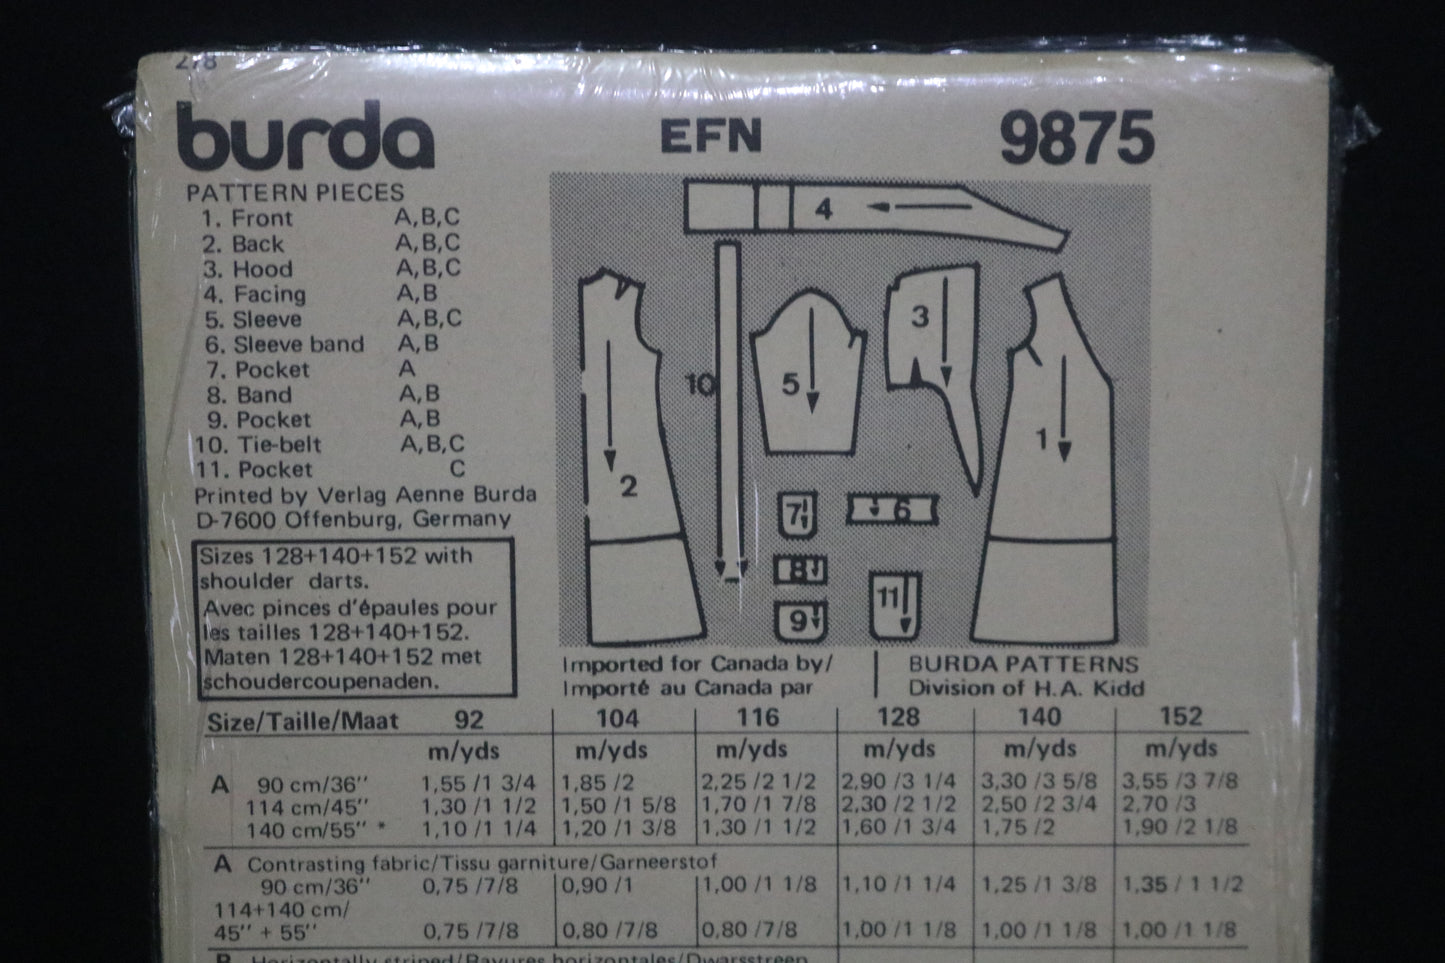 278
burda EFN 9875
PATTERN PIECES
1. Front A,B,C
2. Back A,B,C
3. Hood A,B,C
4. Facing A,B
5. Sleeve A,B,C
6. Sleeve band A,B
7. Pocket A
8. Band A,B
9. Pocket A,B
10. Tie-belt A,B,C
11. Pocket C
Printed by Verlag Aenne Burda
D-7600 Offenburg, Germany
Sizes 128+140+152 with
shoulder darts.
Avec pinces d'épaules pour
les tailles 128+140+152.
Maten 128+140+152 met
schoudercoupenaden.
4
3
10
5
1
2
7
6
8
11
9
Imported for Canada by/
Importé au Canada par
BURDA PATTERNS
Division of H.A. Kidd
Size/Taille/Maat 92 104 116 128 140 152
m/yds m/yds m/yds m/yds m/yds m/yds
A 90 cm/36'' 1,55 /1 3/4 1,85 /2 2,25 /2 1/2 2,90 /3 1/4 3,30 /3 5/8 3,55 /3 7/8
114 cm/45'' 1,30 /1 1/2 1,50 /1 5/8 1,70 /1 7/8 2,30 /2 1/2 2,50 /2 3/4 2,70 /3
140 cm/55'' * 1,10 /1 1/4 1,20 /1 3/8 1,30 /1 1/2 1,60 /1 3/4 1,75 /2 1,90 /2 1/8
A Contrasting fabric/Tissu garniture/Garneerstof
90 cm/36'' 0,75 /7/8 0,90 /1 1,00 /1 1/8 1,10 /1 1/4 1,25 /1 3/8 1,35 / 1 1/2
114+140 cm/
45'' + 55'' 0,75 /7/8 0,80 /7/8 0,80 /7/8 1,00 /1 1/8 1,00 /1 1/8 1,00 /1 1/8
B Horizontally striped/Rayures horizontales/Dwarsstreep